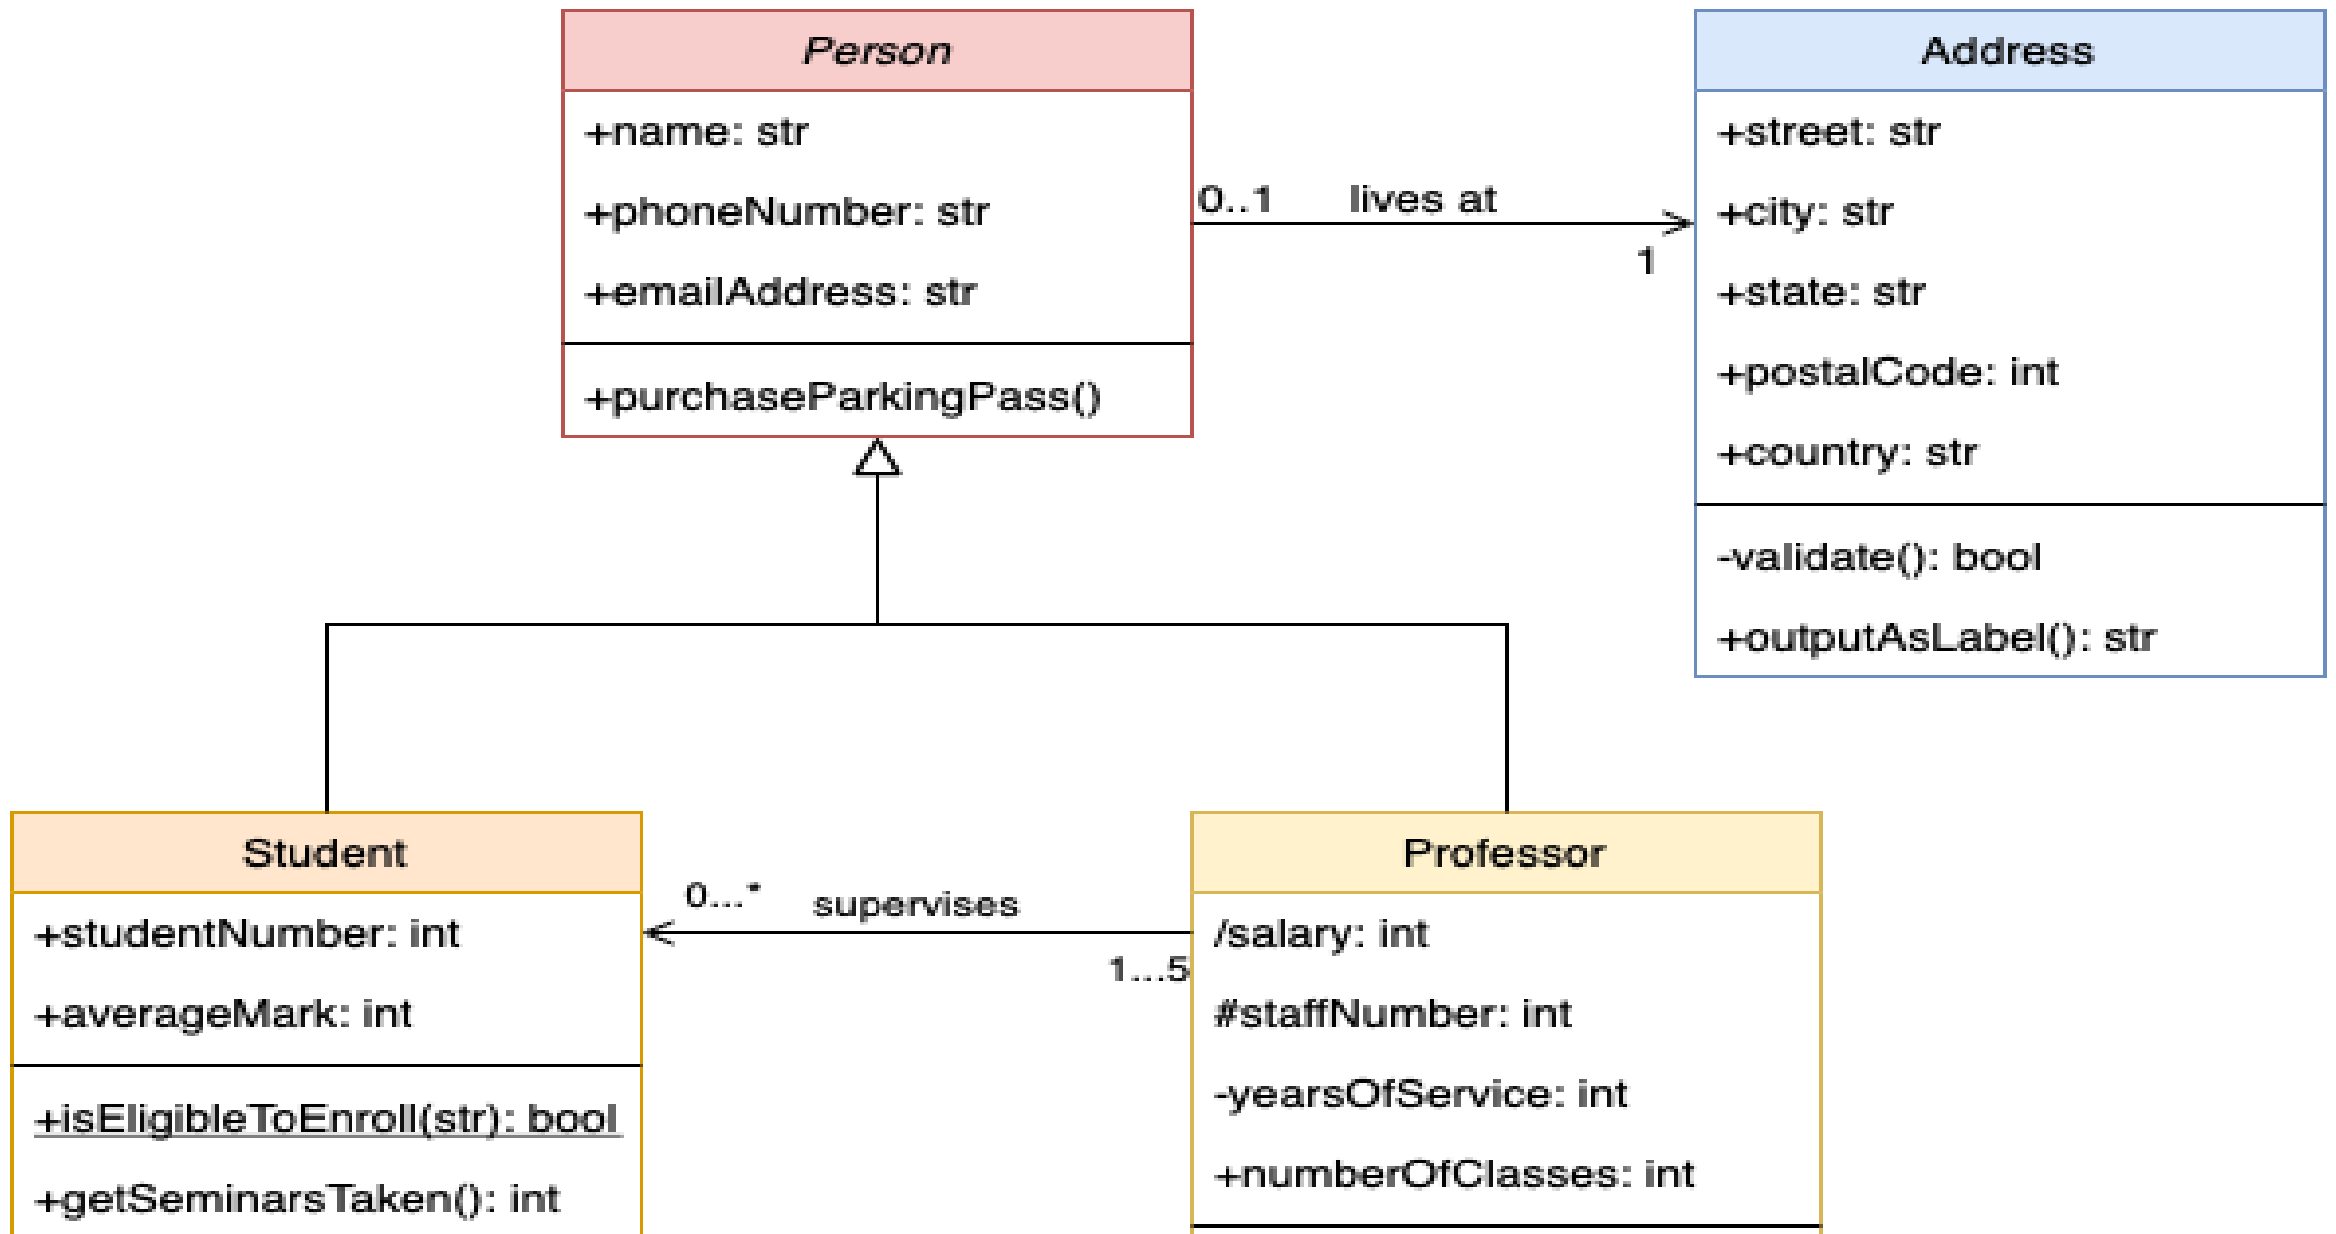 Person
+name: str
+phoneNumber: str
+emailAddress: str
+purchaseParkingPass()
0..1 lives at
1
Address
+street: str
+city: str
+state: str
+postalCode: int
+country: str
-validate(): bool
+outputAsLabel(): str
Student
+studentNumber: int
+averageMark: int
+isEligibleToEnroll(str): bool
+getSeminarsTaken(): int
0...* supervises
1...5
Professor
/salary: int
#staffNumber: int
-yearsOfService: int
+numberOfClasses: int